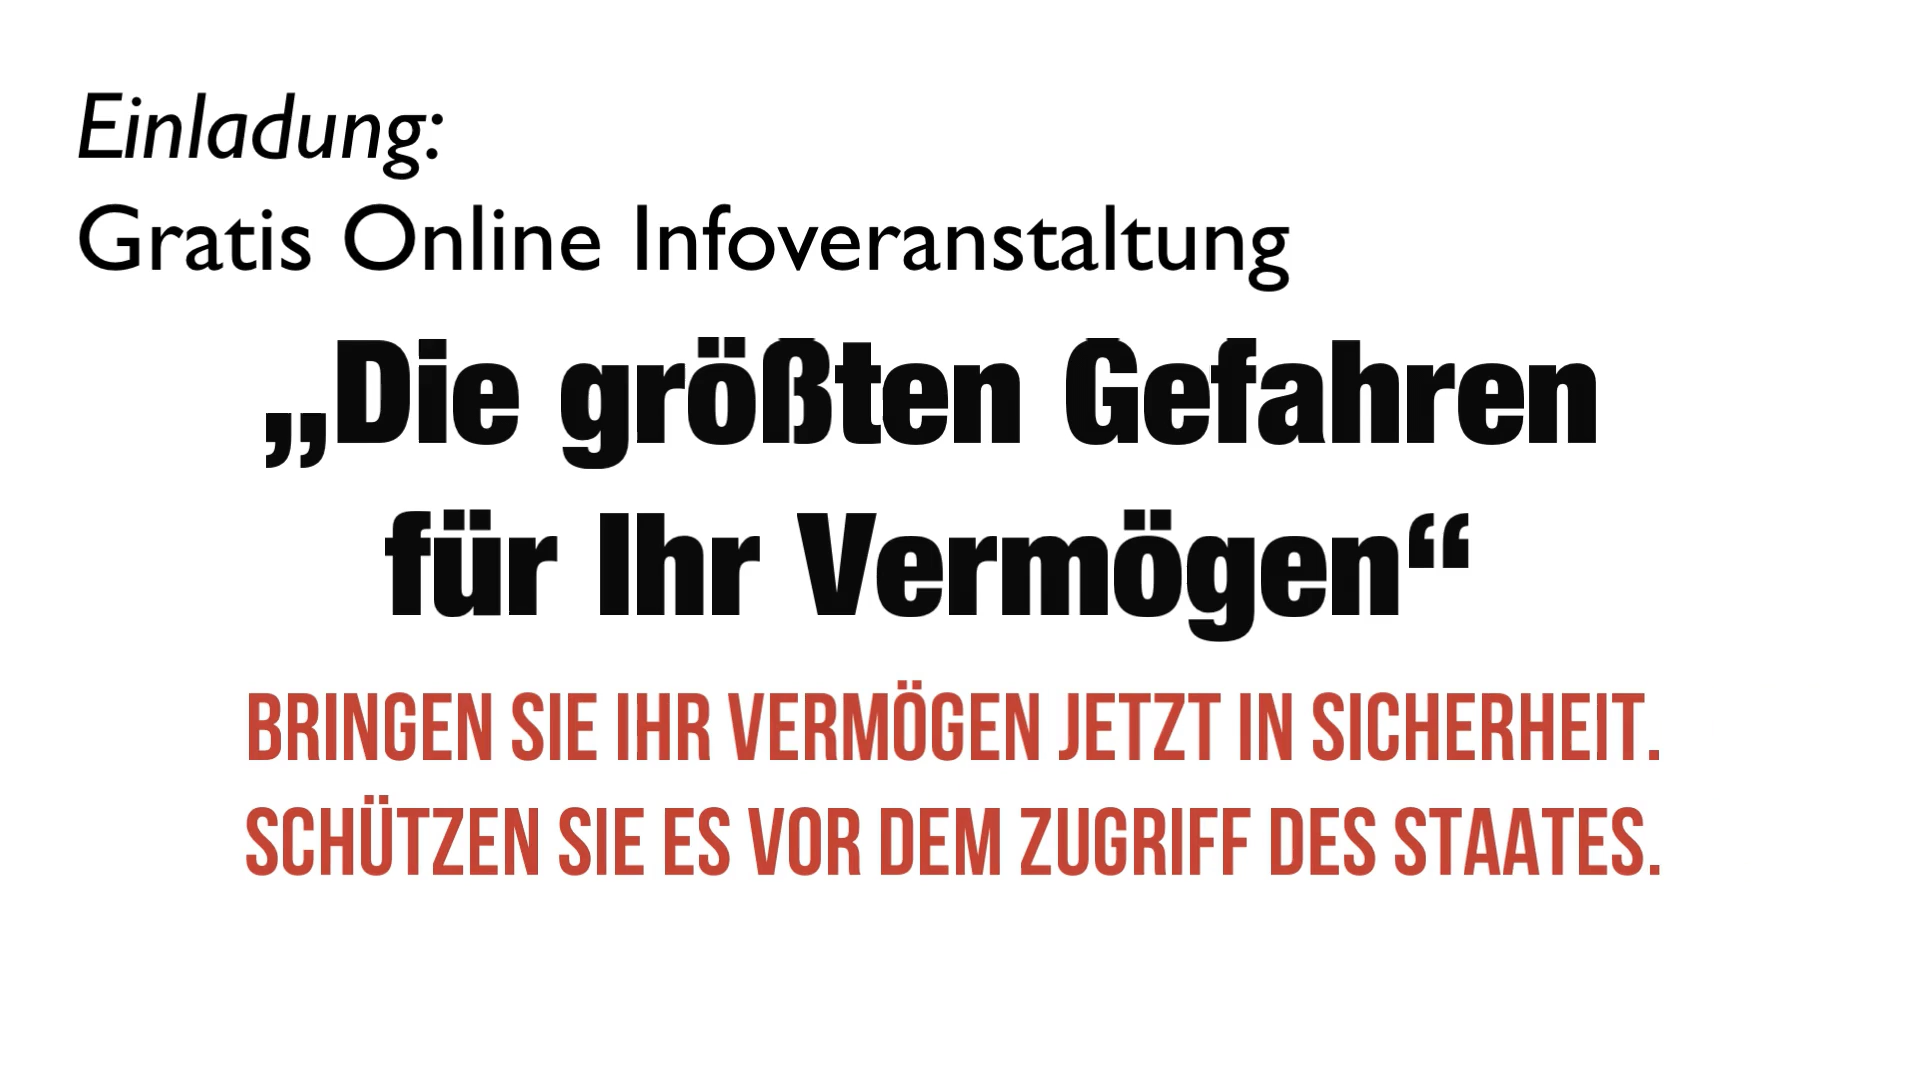 Einladung:
Gratis Online Infoveranstaltung
„Die größten Gefahren
für Ihr Vermögen“
BRINGEN SIE IHR VERMÖGEN JETZT IN SICHERHEIT.
SCHÜTZEN SIE ES VOR DEM ZUGRIFF DES STAATES.